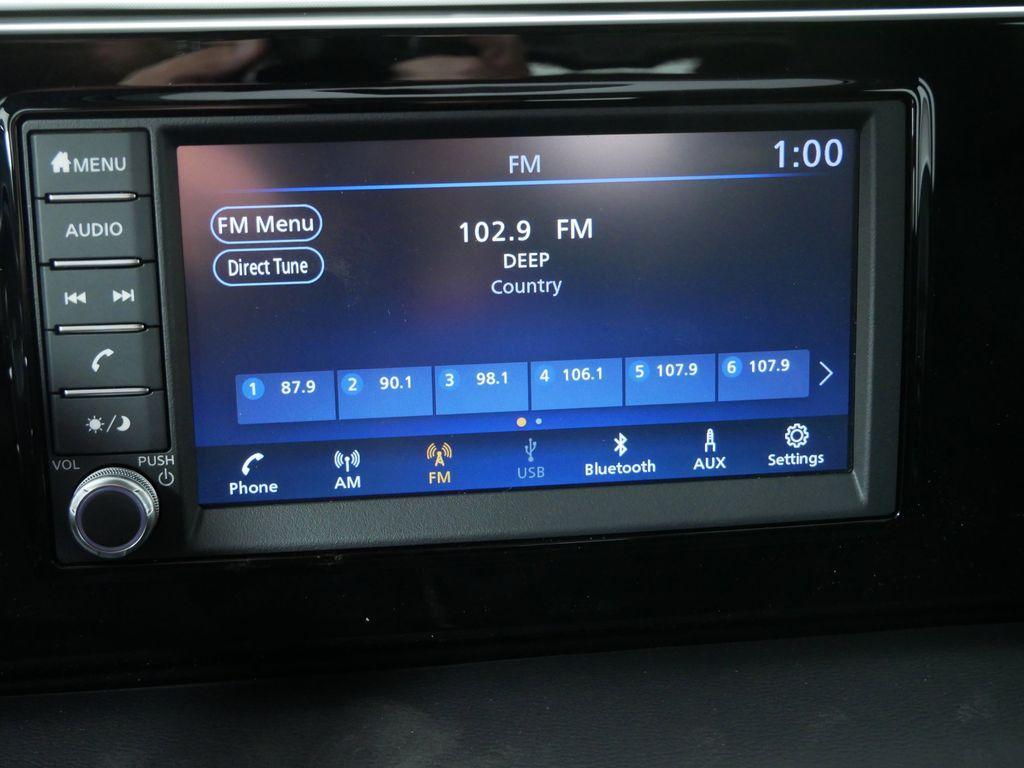 MENU
AUDIO
VOL
PUSH
FM
1:00
FM Menu
Direct Tune
102.9 FM
DEEP
Country
1 87.9
2 90.1
3 98.1
4 106.1
5 107.9
6 107.9
Phone
AM
FM
USB
Bluetooth
AUX
Settings